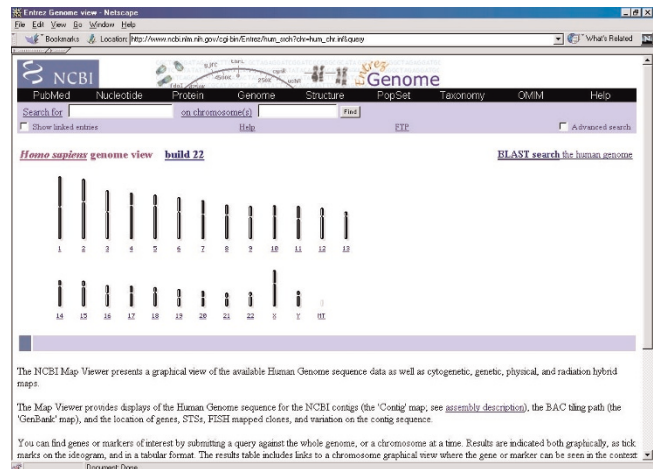 Entrez Genome view - Netscape
File Edit View Go Window Help
Bookmarks Location: http://www.ncbi.nlm.nih.gov/cgi-bin/Entrez/hum_srch?chr=hum_chr.inf&query What's Related
NCBI Entrez Genome
PubMed Nucleotide Protein Genome Structure PopSet Taxonomy OMIM Help
Search for on chromosome(s) Find
Show linked entries Help FTP Advanced search
Homo sapiens genome view build 22 BLAST search the human genome
1 2 3 4 5 6 7 8 9 10 11 12 13
14 15 16 17 18 19 20 21 22 X Y MT
The NCBI Map Viewer presents a graphical view of the available Human Genome sequence data as well as cytogenetic, genetic, physical, and radiation hybrid
maps.
The Map Viewer provides displays of the Human Genome sequence for the NCBI contigs (the 'Contig' map; see assembly description), the BAC tiling path (the
'GenBank' map), and the location of genes, STSs, FISH mapped clones, and variation on the contig sequence.
You can find genes or markers of interest by submitting a query against the whole genome, or a chromosome at a time. Results are indicated both graphically, as tick
marks on the ideogram, and in a tabular format. The results table includes links to a chromosome graphical view where the gene or marker can be seen in the context
Document: Done